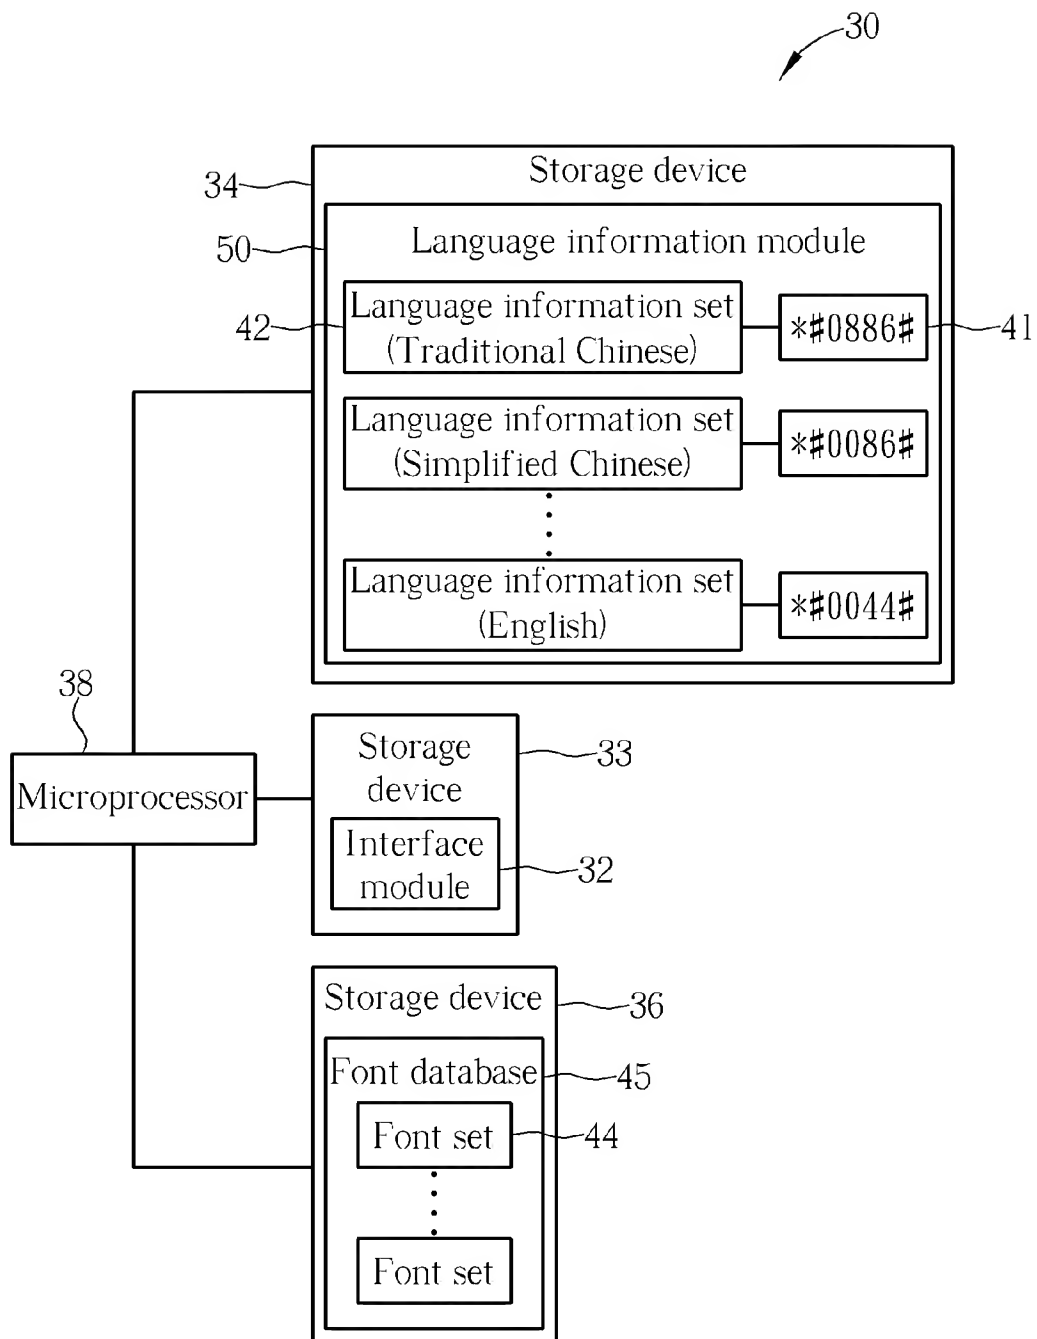 30
Storage device
34
50
Language information module
Language information set
(Traditional Chinese)
42
*#0886#
41
Language information set
(Simplified Chinese)
*#0086#
Language information set
(English)
*#0044#
38
Microprocessor
Storage
device
33
Interface
module
32
Storage device
36
Font database
45
Font set
44
Font set